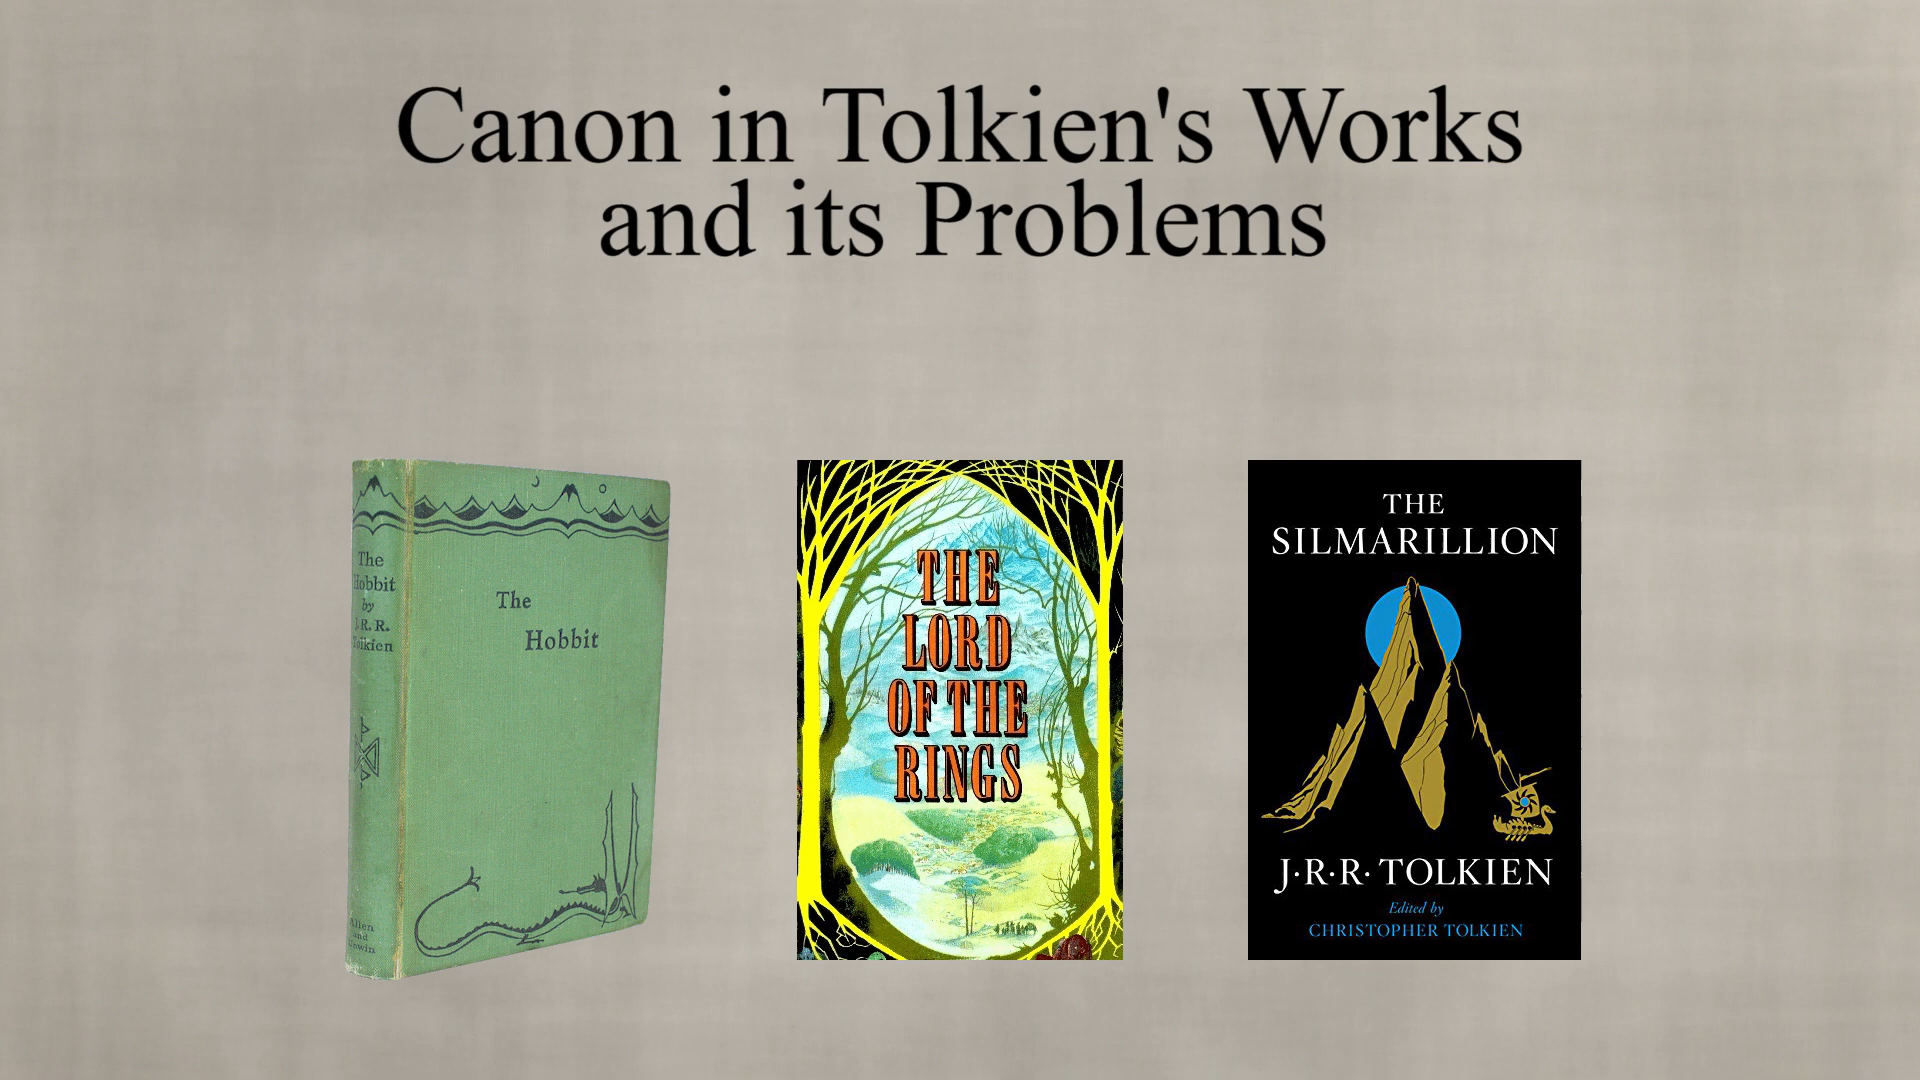 Canon in Tolkien's Works
and its Problems
The
Hobbit
by
J. R. R.
Tolkien
Allen
and
Unwin
The
Hobbit
THE
LORD
OF THE
RINGS
THE
SILMARILLION
J·R·R· TOLKIEN
Edited by
CHRISTOPHER TOLKIEN